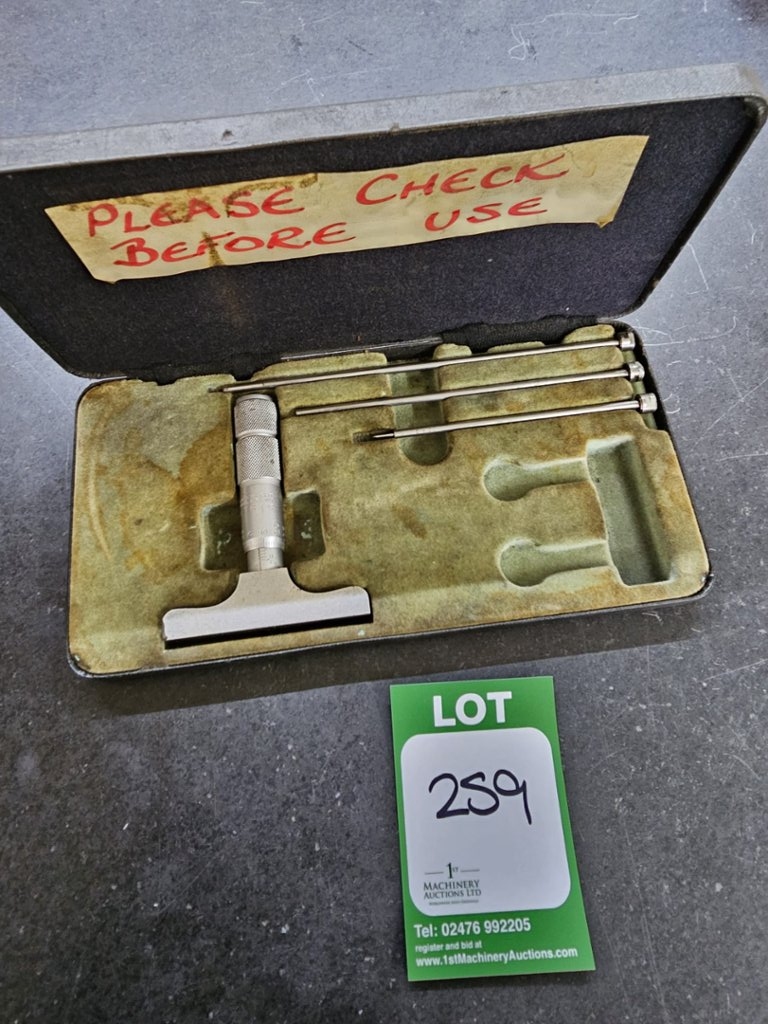 PLEASE CHECK
BEFORE USE
LOT
259
1ST
MACHINERY
AUCTIONS LTD
Tel: 02476 992205
register and bid at
www.1stMachineryAuctions.com